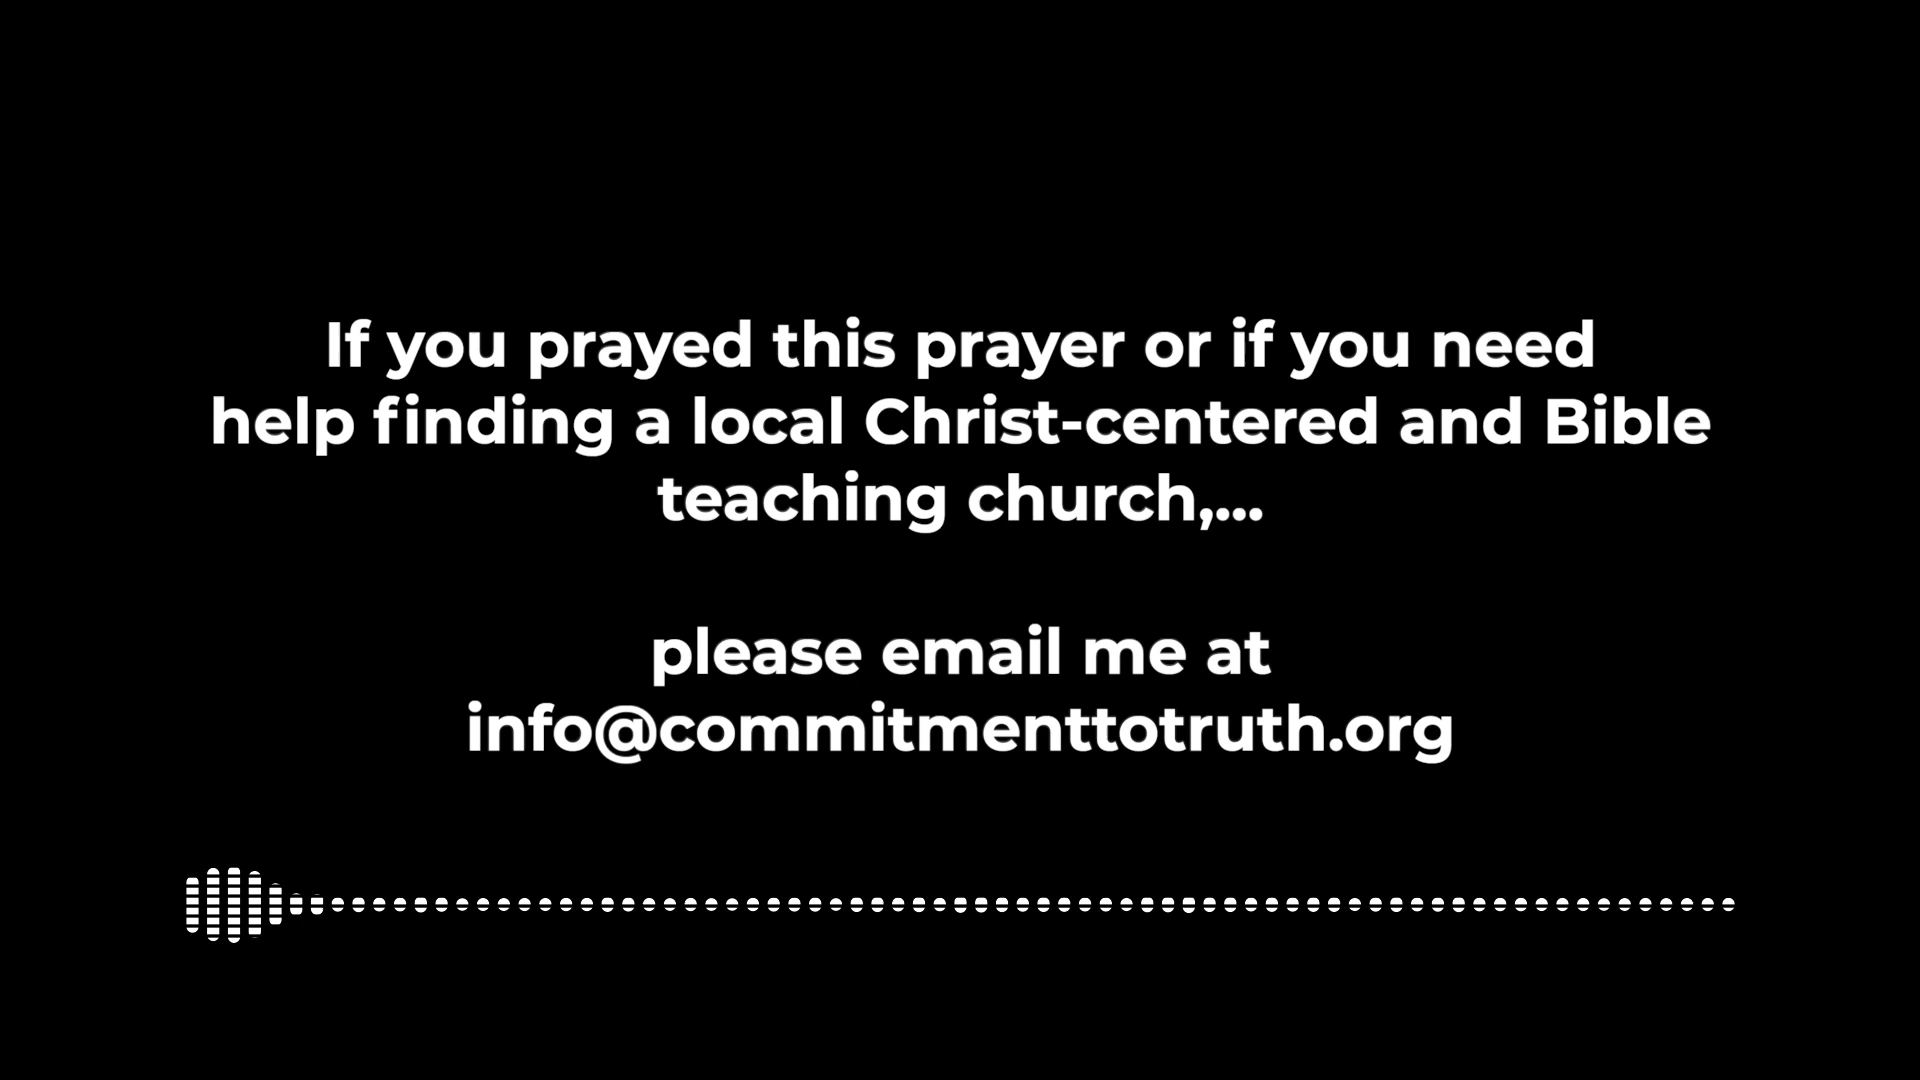 If you prayed this prayer or if you need
help finding a local Christ-centered and Bible
teaching church,...
please email me at
info@commitmenttotruth.org